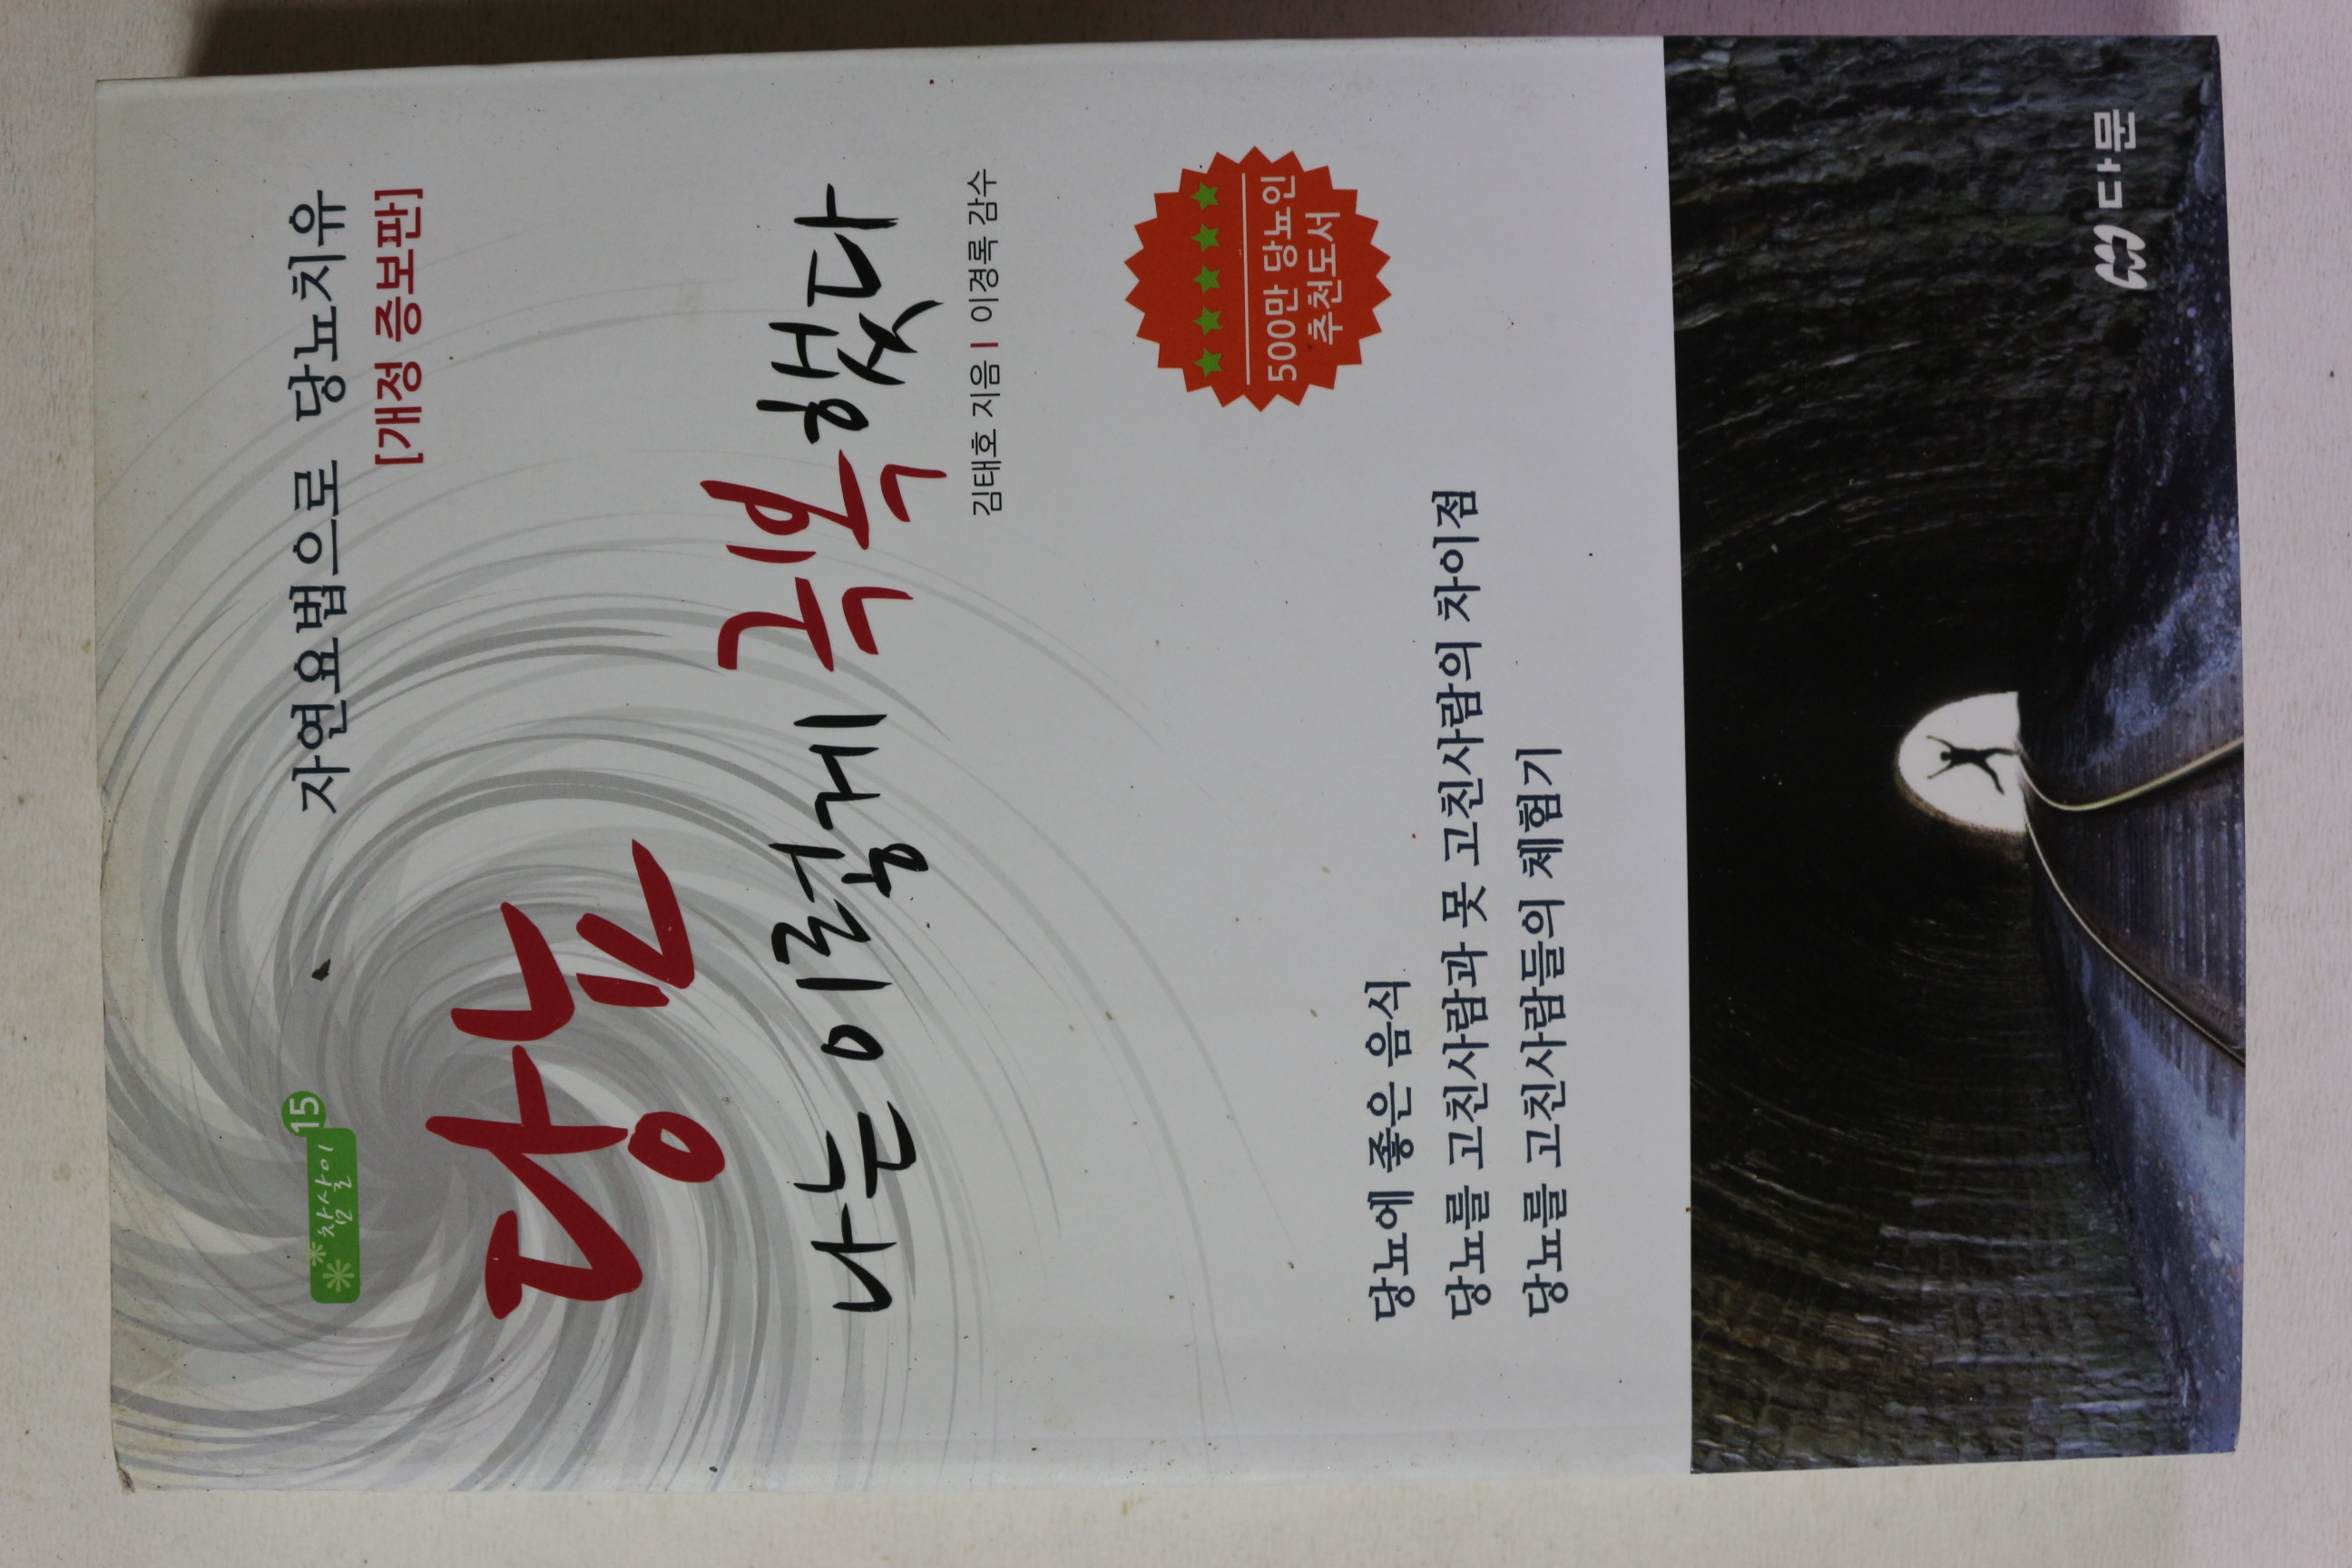 자연요법으로 당뇨치유
[개정 증보판]
참살이 15
당뇨
나는 이렇게 극복했다
김태호 지음 | 이경록 감수
★★★★★
500만 당뇨인
추천도서
당뇨에 좋은 음식
당뇨를 고친사람과 못 고친사람의 차이점
당뇨를 고친사람들의 체험기
다문